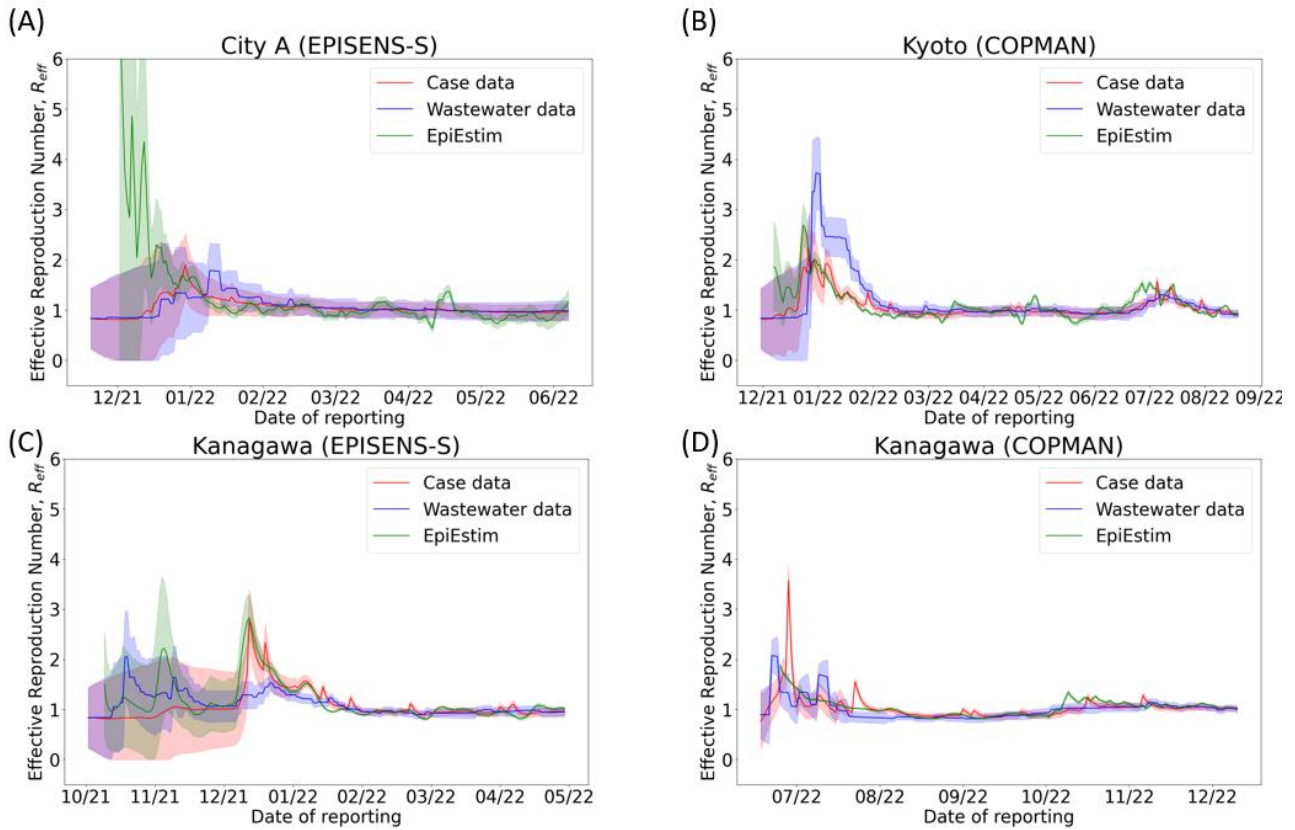 (A)
City A (EPISENS-S)
Effective Reproduction Number, R_eff
6
5
4
3
2
1
0
Case data
Wastewater data
EpiEstim
12/21 01/22 02/22 03/22 04/22 05/22 06/22
Date of reporting
(B)
Kyoto (COPMAN)
Effective Reproduction Number, R_eff
6
5
4
3
2
1
0
Case data
Wastewater data
EpiEstim
12/21 01/22 02/22 03/22 04/22 05/22 06/22 07/22 08/22 09/22
Date of reporting
(C)
Kanagawa (EPISENS-S)
Effective Reproduction Number, R_eff
6
5
4
3
2
1
0
Case data
Wastewater data
EpiEstim
10/21 11/21 12/21 01/22 02/22 03/22 04/22 05/22
Date of reporting
(D)
Kanagawa (COPMAN)
Effective Reproduction Number, R_eff
6
5
4
3
2
1
0
Case data
Wastewater data
EpiEstim
07/22 08/22 09/22 10/22 11/22 12/22
Date of reporting